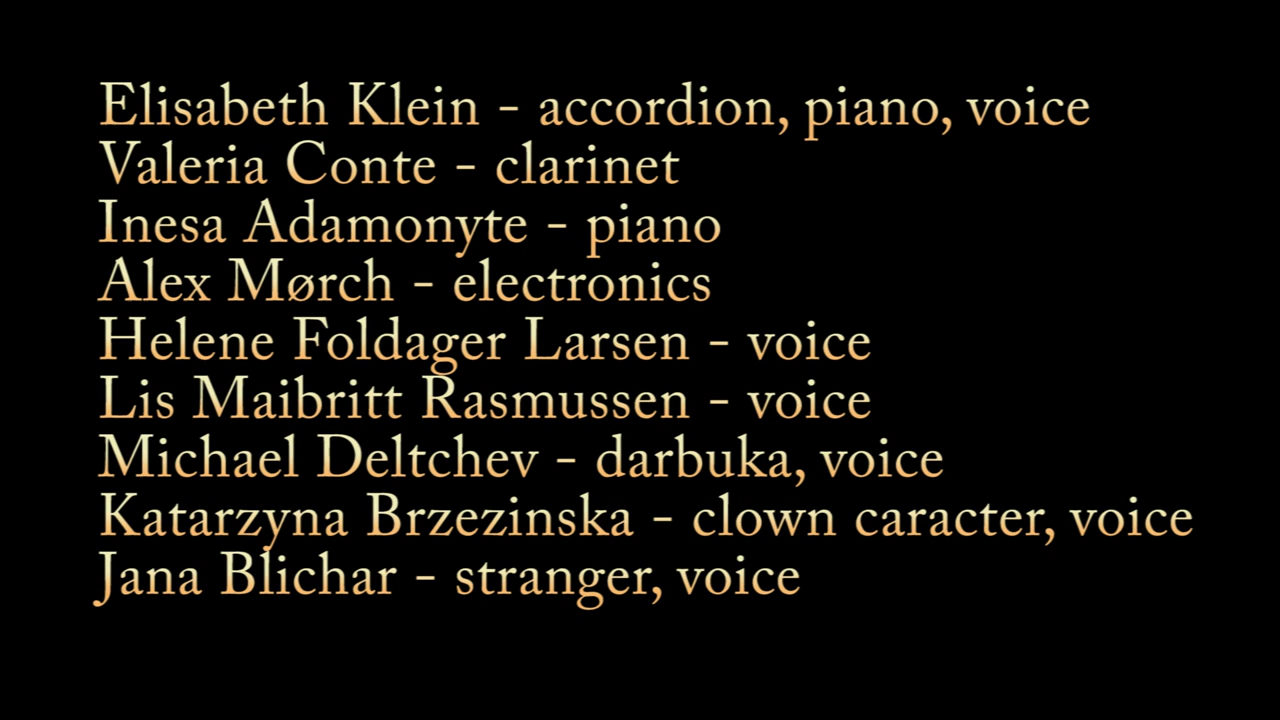 Elisabeth Klein - accordion, piano, voice
Valeria Conte - clarinet
Inesa Adamonyte - piano
Alex Mørch - electronics
Helene Foldager Larsen - voice
Lis Maibritt Rasmussen - voice
Michael Deltchev - darbuka, voice
Katarzyna Brzezinska - clown caracter, voice
Jana Blichar - stranger, voice